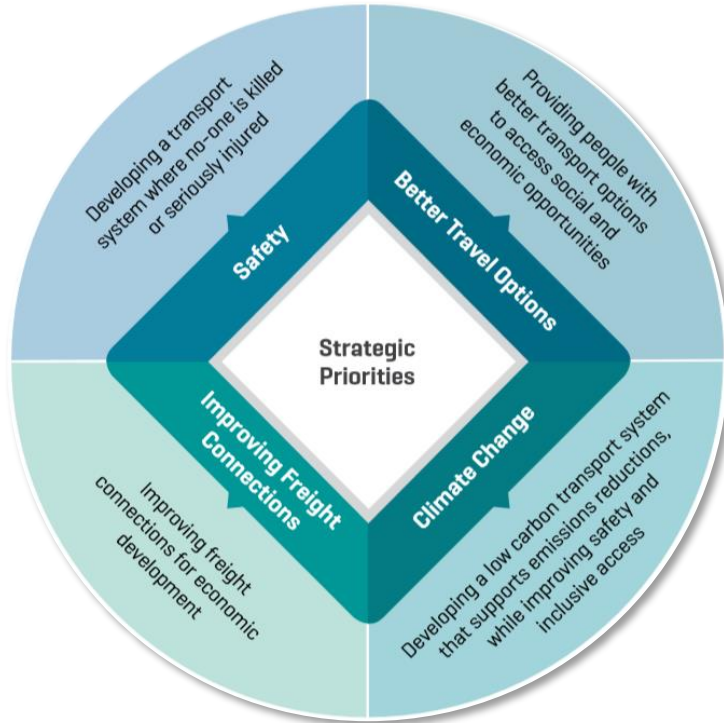 Developing a transport
system where no-one is killed
or seriously injured
Safety
Providing people with
better transport options
to access social and
economic opportunities
Better Travel Options
Strategic
Priorities
Improving Freight
Connections
Improving freight
connections for economic
development
Climate Change
Developing a low carbon transport system
that supports emissions reductions,
while improving safety and
inclusive access